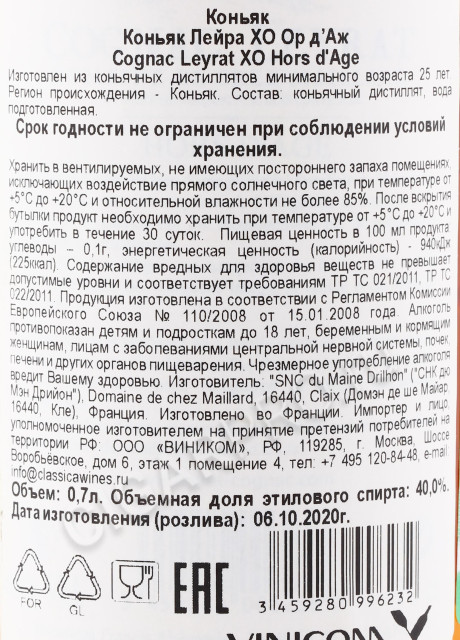 Коньяк
Коньяк Лейра ХО Ор д’Аж
Cognac Leyrat XO Hors d'Age
Изготовлен из коньячных дистиллятов минимального возраста 25 лет.
Регион происхождения - Коньяк. Состав: коньячный дистиллят, вода
подготовленная.
Срок годности не ограничен при соблюдении условий
хранения.
Хранить в вентилируемых, не имеющих постороннего запаха помещениях,
исключающих воздействие прямого солнечного света, при температуре от
+5°С до +20°С и относительной влажности не более 85%. После вскрытия
бутылки продукт необходимо хранить при температуре от +5°С до +20°С и
употребить в течение 30 суток. Пищевая ценность в 100 мл продукта:
углеводы – 0,1г, энергетическая ценность (калорийность) - 940кДж
(225ккал). Содержание вредных для здоровья веществ не превышает
допустимые уровни и соответствует требованиям ТР ТС 021/2011, ТР ТС
022/2011. Продукция изготовлена в соответствии с Регламентом Комиссии
Европейского Союза № 110/2008 от 15.01.2008 года. Алкоголь
противопоказан детям и подросткам до 18 лет, беременным и кормящим
женщинам, лицам с заболеваниями центральной нервной системы, почек,
печени и других органов пищеварения. Чрезмерное употребление алкоголя
вредит Вашему здоровью. Изготовитель: "SNC du Maine Drilhon" ("СНК дю
Мэн Дрийон"), Domaine de chez Maillard, 16440, Claix (Домэн де ше Майар,
16440, Кле), Франция. Изготовлено во Франции. Импортер и лицо,
уполномоченное изготовителем на принятие претензий потребителей на
территории РФ: ООО «ВИНИКОМ», РФ, 119285, г. Москва, Шоссе
Воробьёвское, дом 6, этаж 1 помещение 4, тел: +7 495 120-84-48, e-mail:
info@classicawines.ru
Объем: 0,7л. Объемная доля этилового спирта: 40,0%.
Дата изготовления (розлива): 06.10.2020г.
FOR GL EAC
3 459280 996232
VINICOM